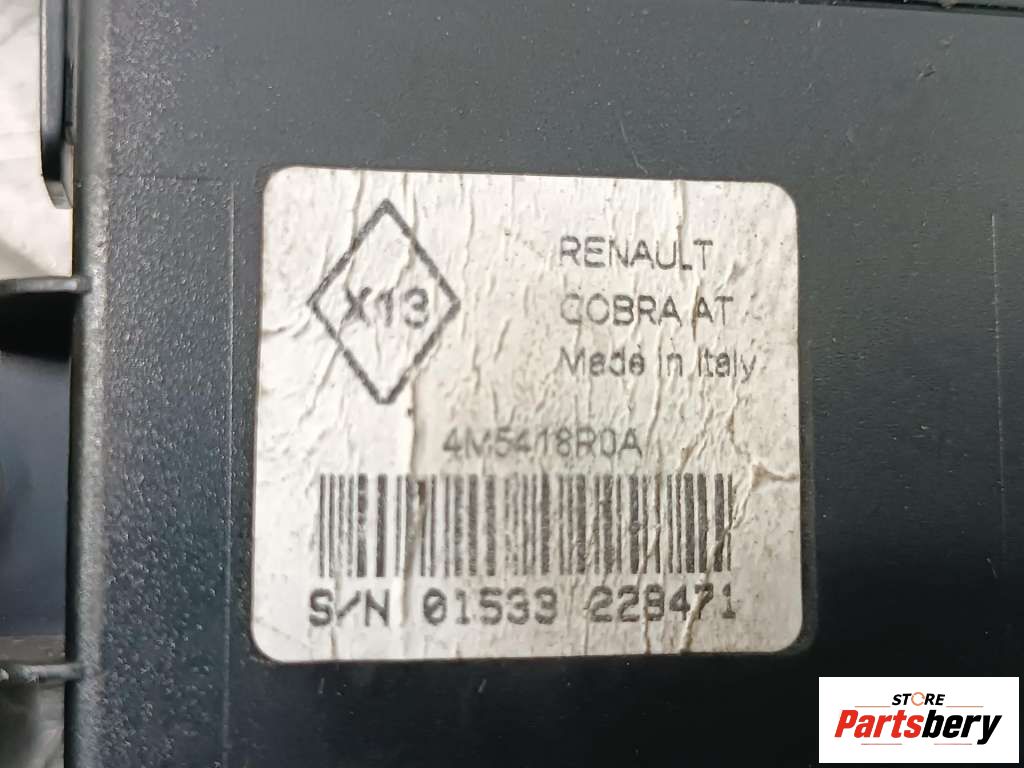 X13
RENAULT
COBRA AT
Made in Italy
4M5418R0A
S/N 01533 228471
STORE
Partsbery